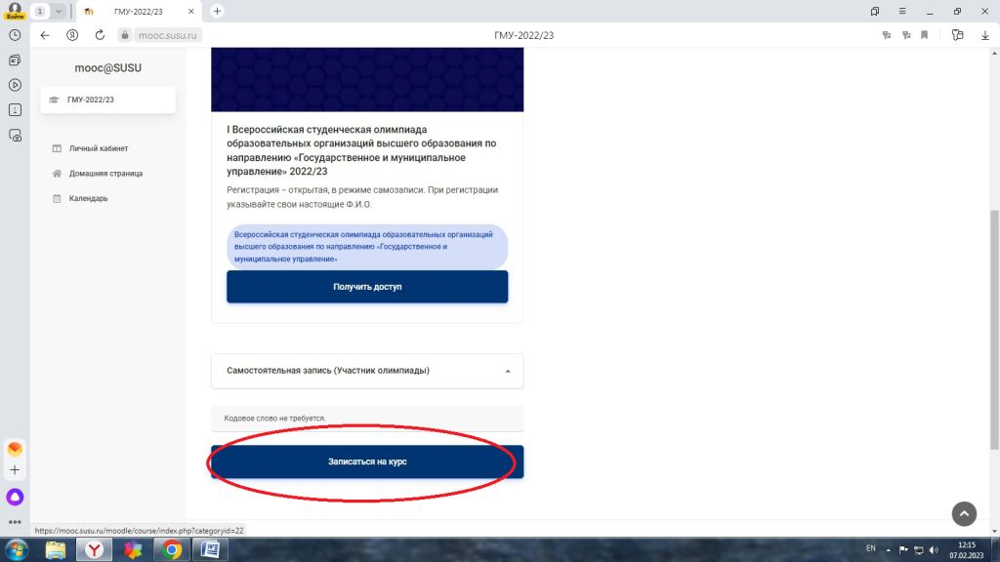 Войти
1
ГМУ-2022/23
mooc.susu.ru
ГМУ-2022/23
1
mooc@SUSU
ГМУ-2022/23
Личный кабинет
Домашняя страница
Календарь
I Всероссийская студенческая олимпиада
образовательных организаций высшего образования по
направлению «Государственное и муниципальное
управление» 2022/23
Регистрация – открытая, в режиме самозаписи. При регистрации
указывайте свои настоящие Ф.И.О.
Всероссийская студенческая олимпиада образовательных организаций
высшего образования по направлению «Государственное и
муниципальное управление»
Получить доступ
Самостоятельная запись (Участник олимпиады)
Кодовое слово не требуется.
Записаться на курс
https://mooc.susu.ru/moodle/course/index.php?categoryid=22
EN
12:15
07.02.2023